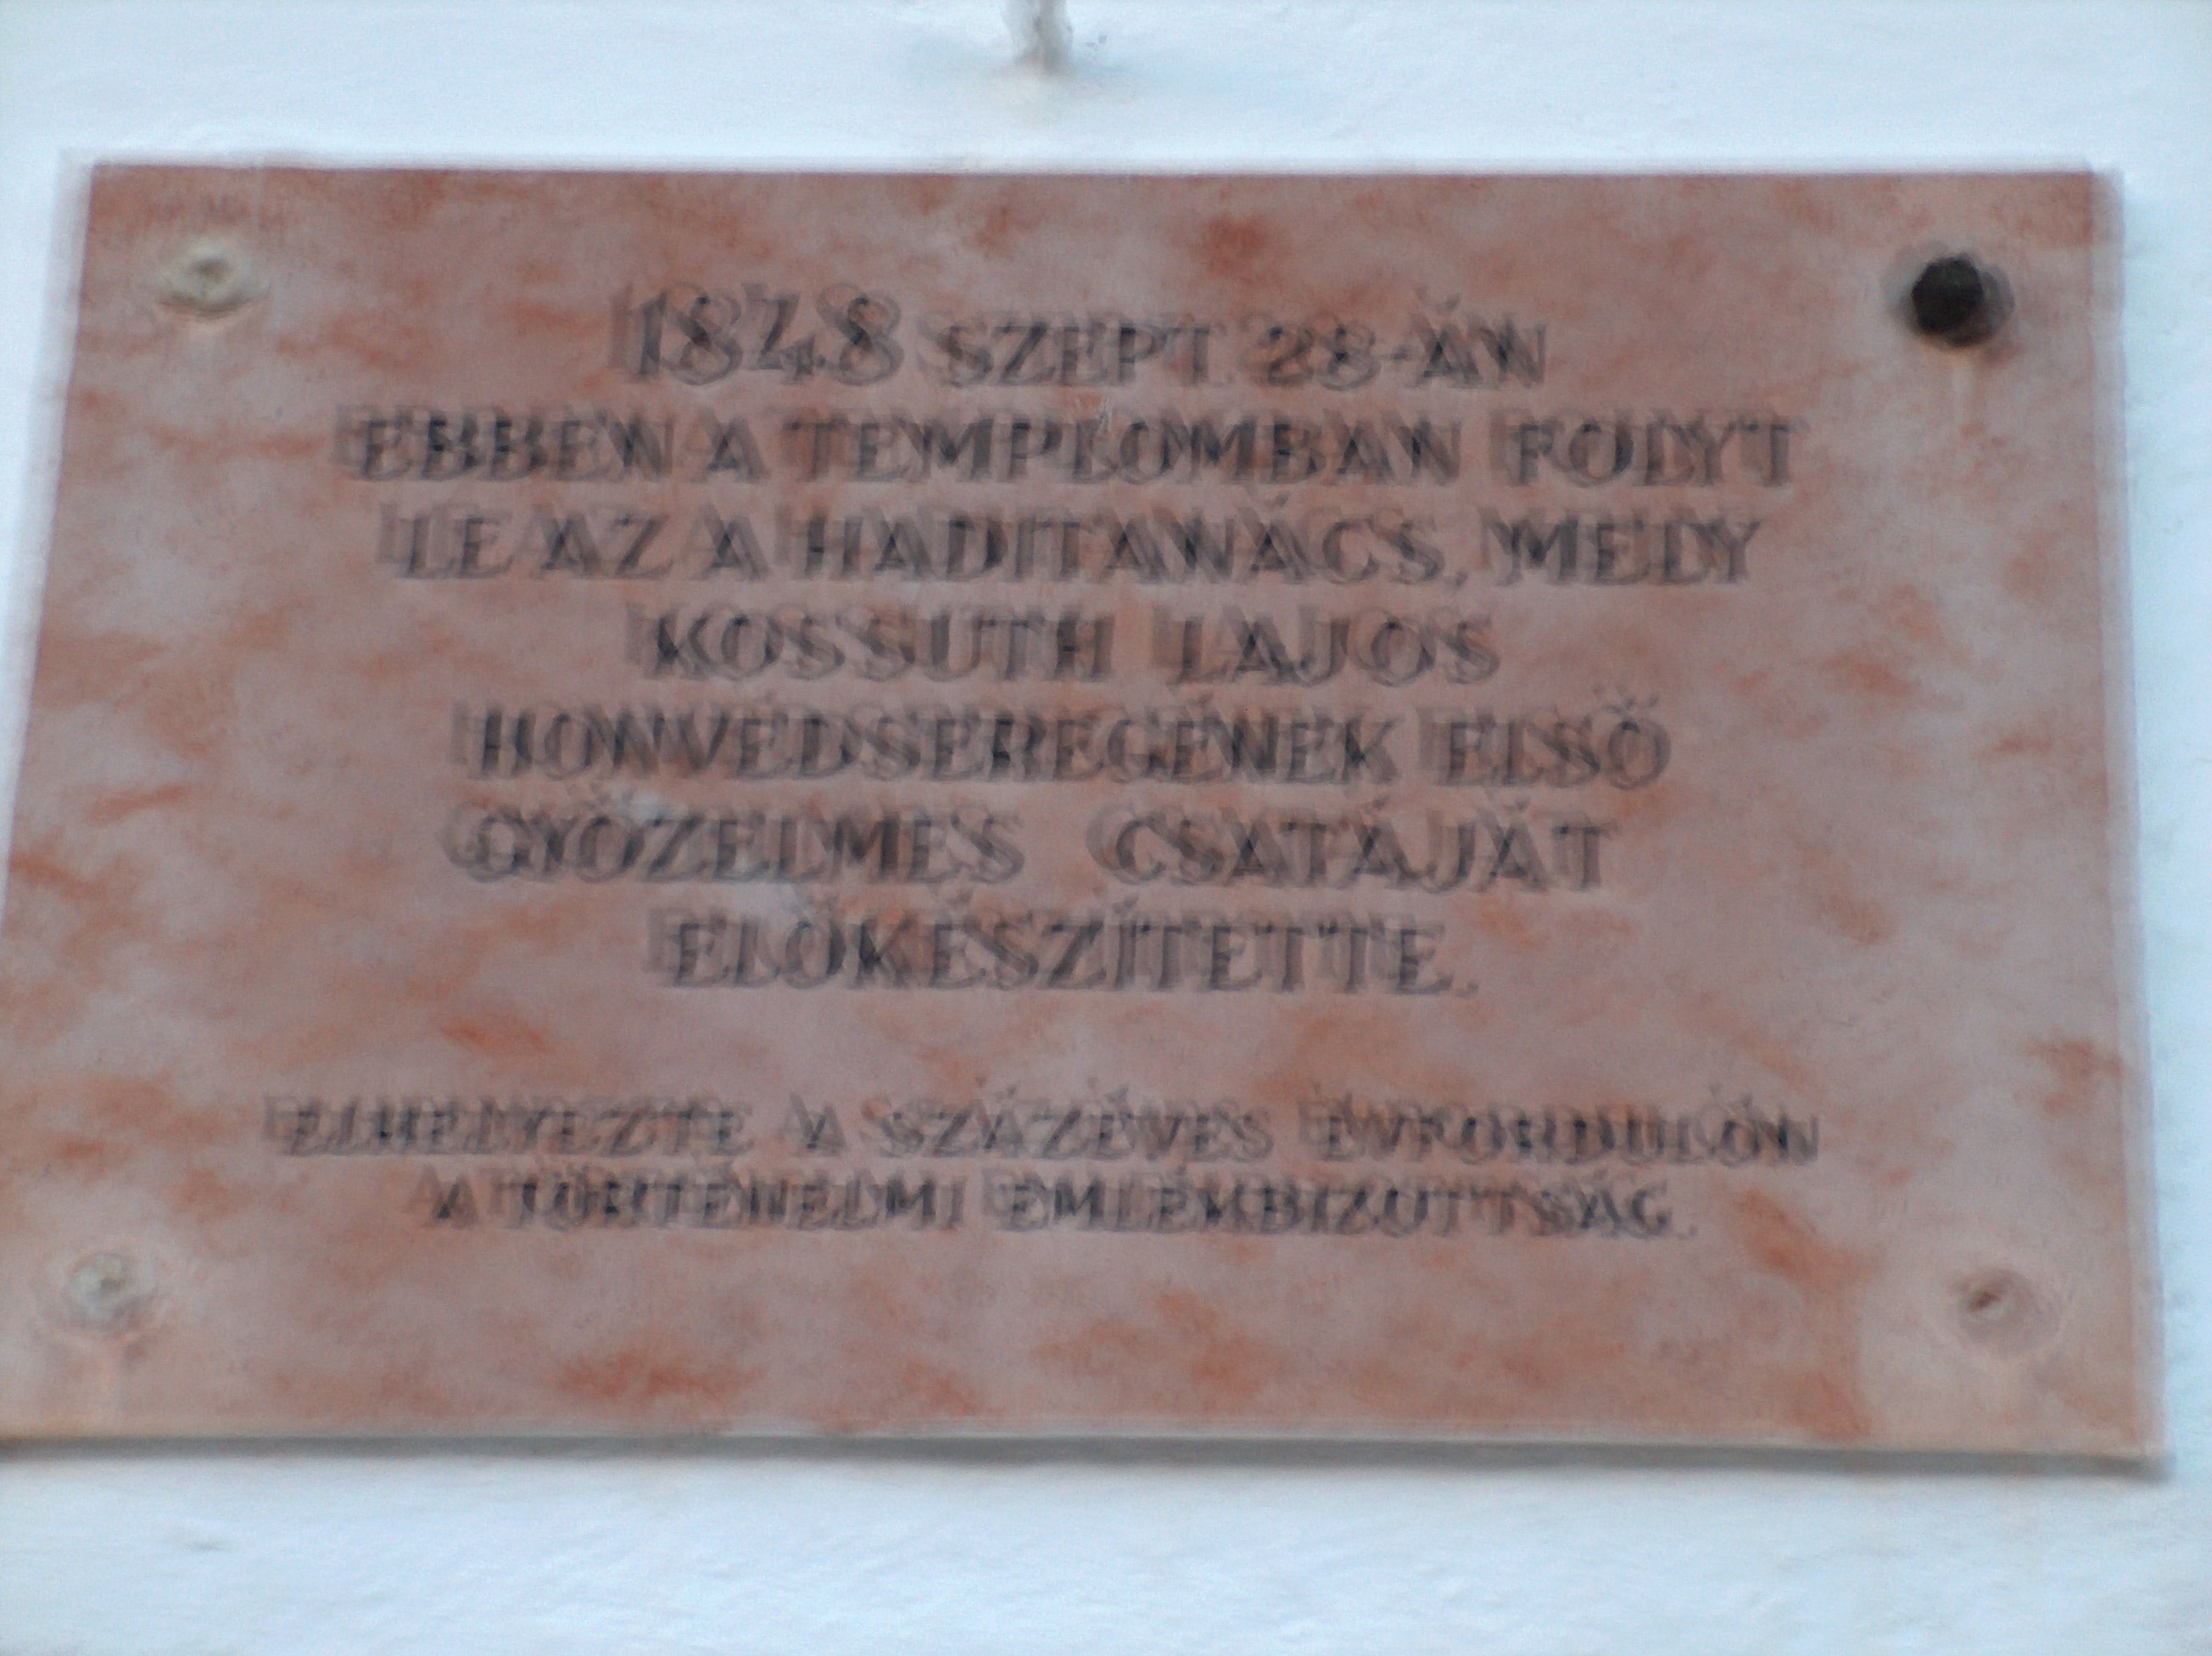 1848 SZEPT. 28-ÁN
EBBEN A TEMPLOMBAN FOLYT
LE AZ A HADITANÁCS, MELY
KOSSUTH LAJOS
HONVÉDSEREGÉNEK ELSŐ
GYŐZELMES CSATÁJÁT
ELŐKÉSZÍTETTE.
ELHELYEZTE A SZÁZÉVES ÉVFORDULÓN
A TÖRTÉNELMI EMLÉKBIZOTTSÁG.